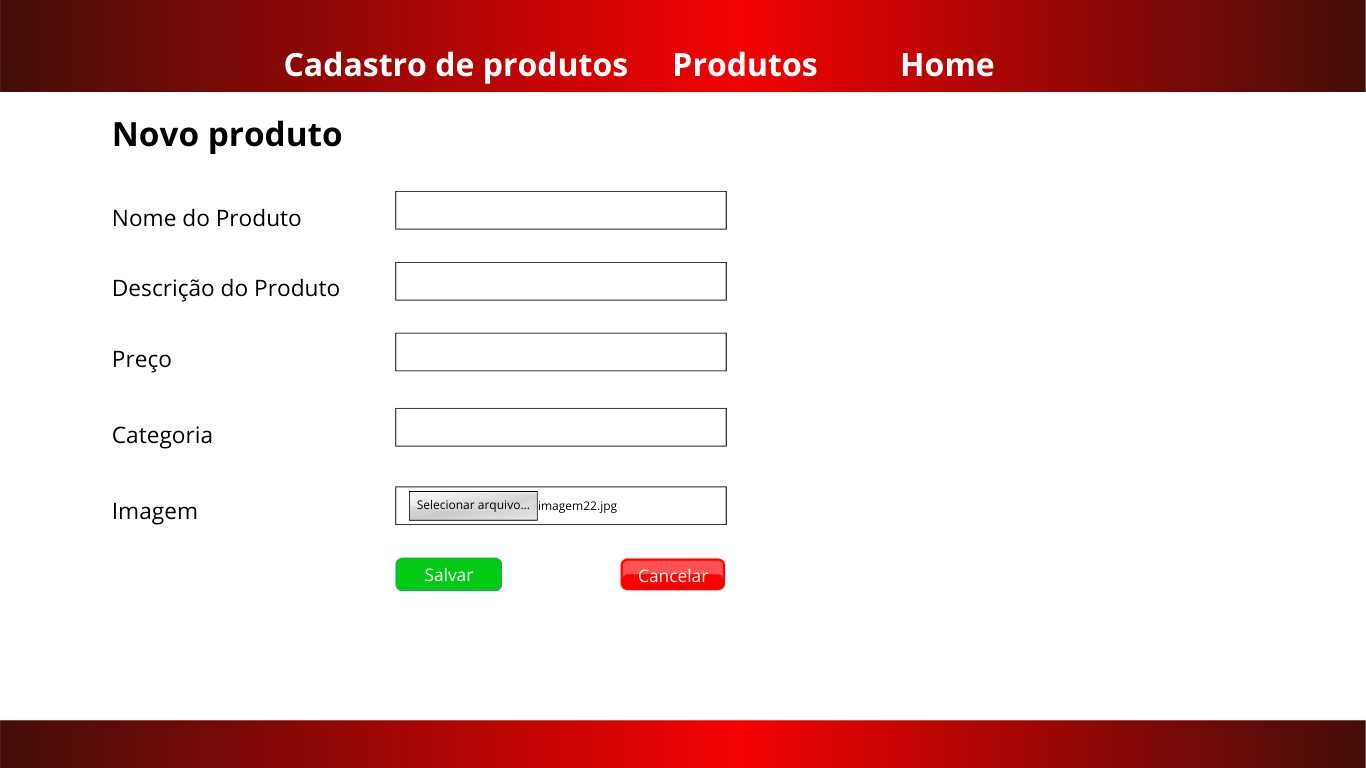 Cadastro de produtos Produtos Home
Novo produto
Nome do Produto
Descrição do Produto
Preço
Categoria
Imagem Selecionar arquivo... imagem22.jpg
Salvar Cancelar